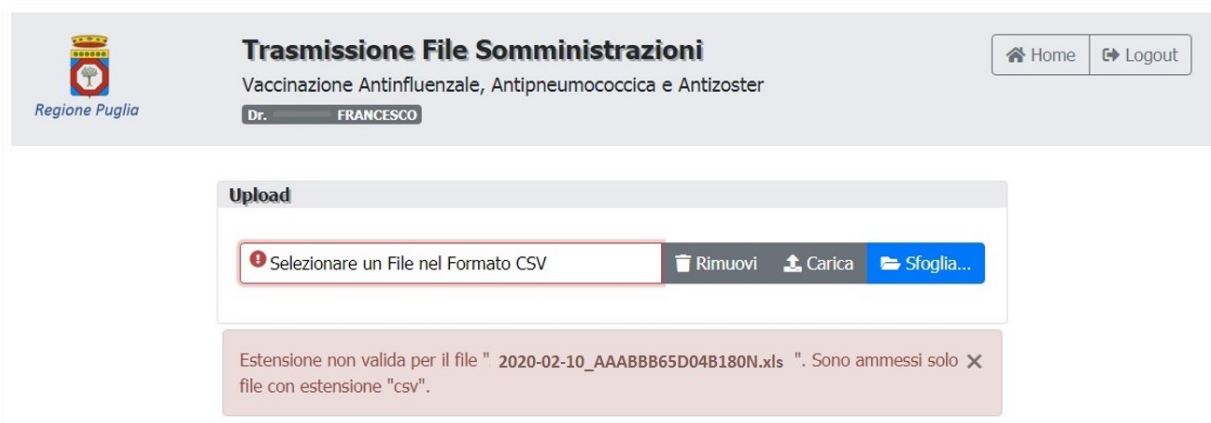 Trasmissione File Somministrazioni
Home
Logout
Vaccinazione Antinfluenzale, Antipneumococcica e Antizoster
Regione Puglia
Dr. FRANCESCO
Upload
Selezionare un File nel Formato CSV
Rimuovi
Carica
Sfoglia...
Estensione non valida per il file " 2020-02-10_AAABBB65D04B180N.xls ". Sono ammessi solo
file con estensione "csv".